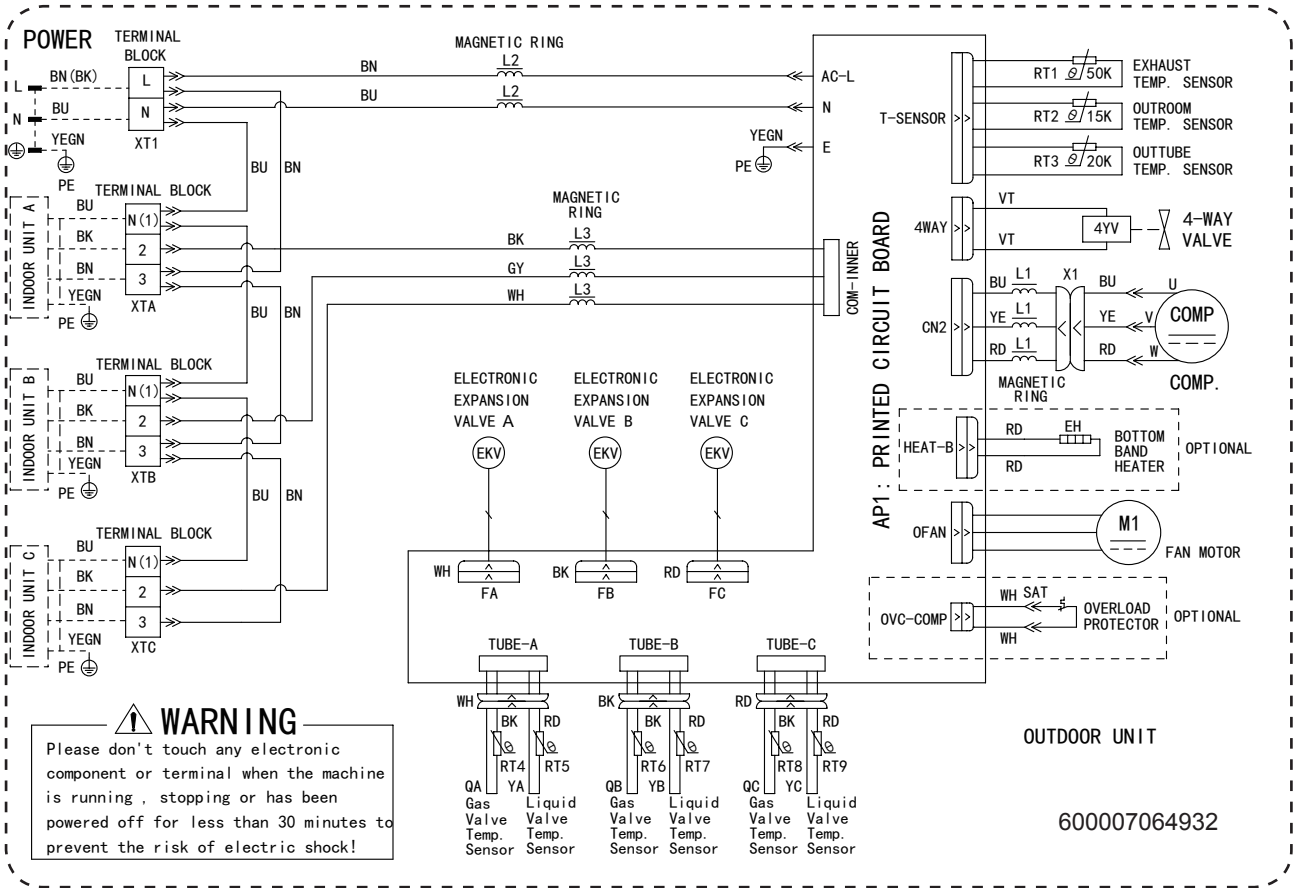 POWER
TERMINAL
BLOCK
L
BN(BK)
N
BU
YEGN
PE
L
N
XT1
BN
BU
MAGNETIC RING
L2
L2
AC-L
N
YEGN
E
PE
BU
BN
TERMINAL BLOCK
INDOOR UNIT A
BU
BK
BN
YEGN
PE
N(1)
2
3
XTA
MAGNETIC
RING
BK
L3
GY
L3
WH
L3
COM-INNER
BU
BN
TERMINAL BLOCK
INDOOR UNIT B
BU
BK
BN
YEGN
PE
N(1)
2
3
XTB
BU
BN
TERMINAL BLOCK
INDOOR UNIT C
BU
BK
BN
YEGN
PE
N(1)
2
3
XTC
ELECTRONIC
EXPANSION
VALVE A
EKV
WH
FA
ELECTRONIC
EXPANSION
VALVE B
EKV
BK
FB
ELECTRONIC
EXPANSION
VALVE C
EKV
RD
FC
TUBE-A
WH
BK
RD
θ
θ
RT4
RT5
QA
YA
Gas
Valve
Temp.
Sensor
Liquid
Valve
Temp.
Sensor
TUBE-B
BK
BK
RD
θ
θ
RT6
RT7
QB
YB
Gas
Valve
Temp.
Sensor
Liquid
Valve
Temp.
Sensor
TUBE-C
RD
BK
RD
θ
θ
RT8
RT9
QC
YC
Gas
Valve
Temp.
Sensor
Liquid
Valve
Temp.
Sensor
AP1: PRINTED CIRCUIT BOARD
T-SENSOR
RT1 θ 50K
EXHAUST
TEMP. SENSOR
RT2 θ 15K
OUTROOM
TEMP. SENSOR
RT3 θ 20K
OUTTUBE
TEMP. SENSOR
4WAY
VT
VT
4YV
4-WAY
VALVE
CN2
BU
L1
X1
BU
U
YE
L1
YE
V
RD
L1
RD
W
MAGNETIC
RING
COMP
COMP.
HEAT-B
RD
EH
RD
BOTTOM
BAND
HEATER
OPTIONAL
OFAN
M1
FAN MOTOR
OVC-COMP
WH
SAT
WH
OVERLOAD
PROTECTOR
OPTIONAL
OUTDOOR UNIT
600007064932
WARNING
Please don't touch any electronic
component or terminal when the machine
is running , stopping or has been
powered off for less than 30 minutes to
prevent the risk of electric shock!